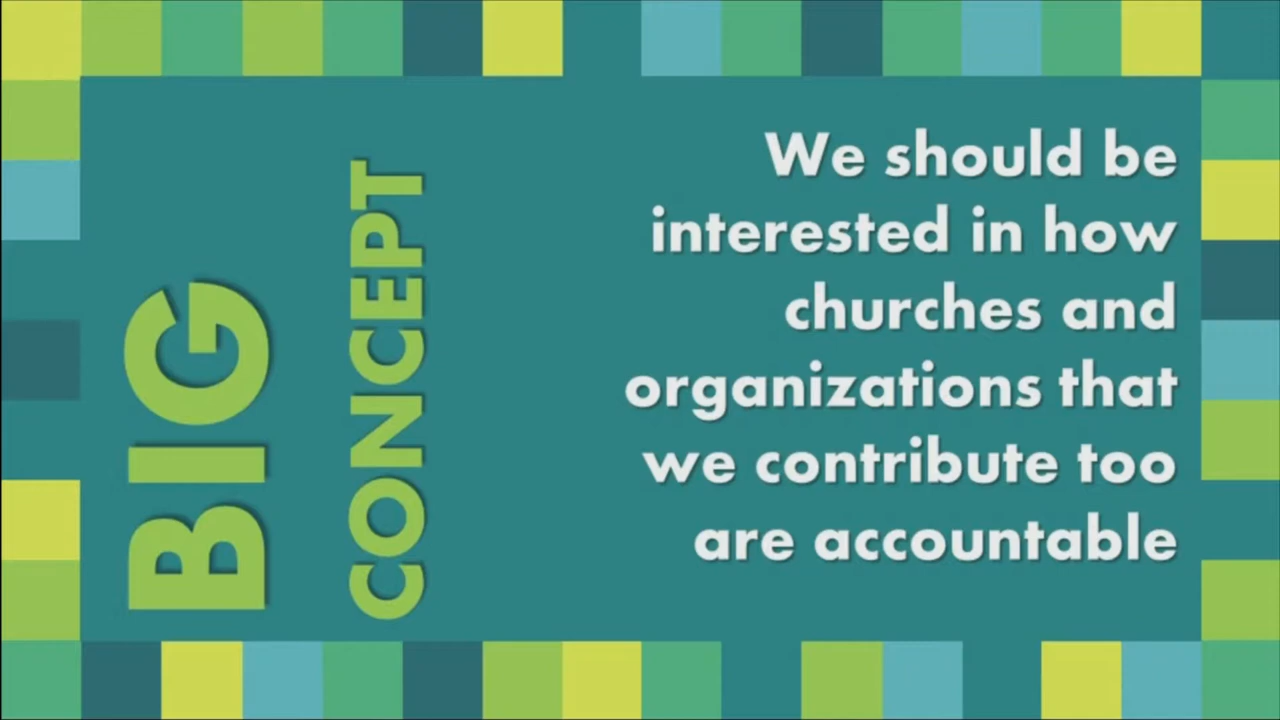 BIG
CONCEPT
We should be
interested in how
churches and
organizations that
we contribute too
are accountable